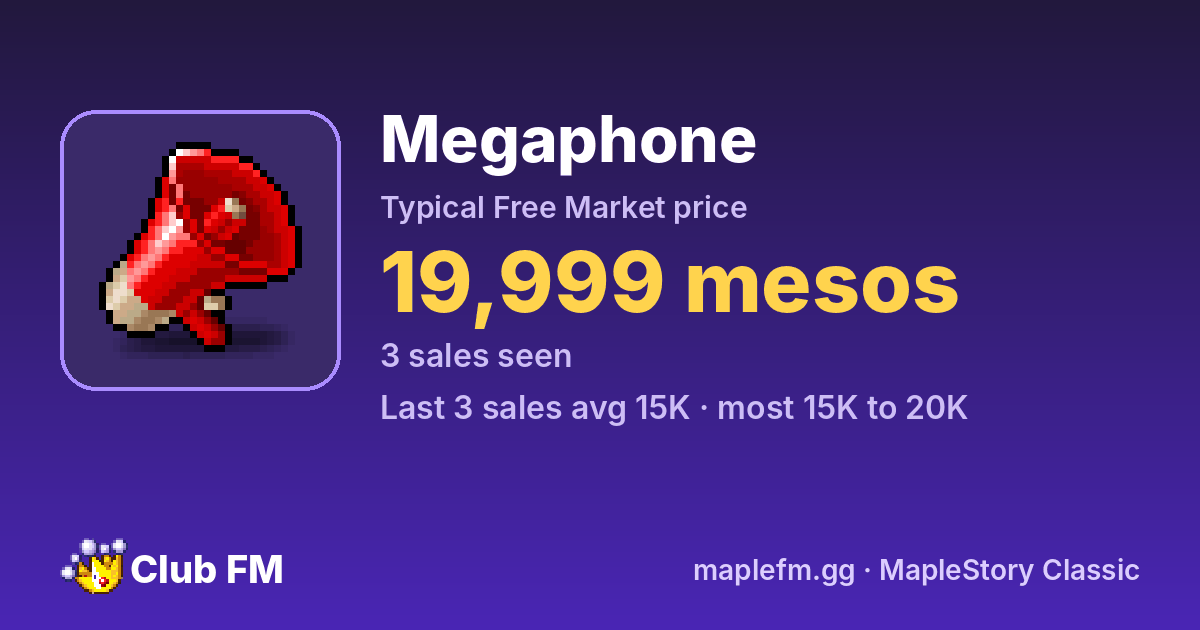 Megaphone
Typical Free Market price
19,999 mesos
3 sales seen
Last 3 sales avg 15K · most 15K to 20K
Club FM
maplefm.gg · MapleStory Classic